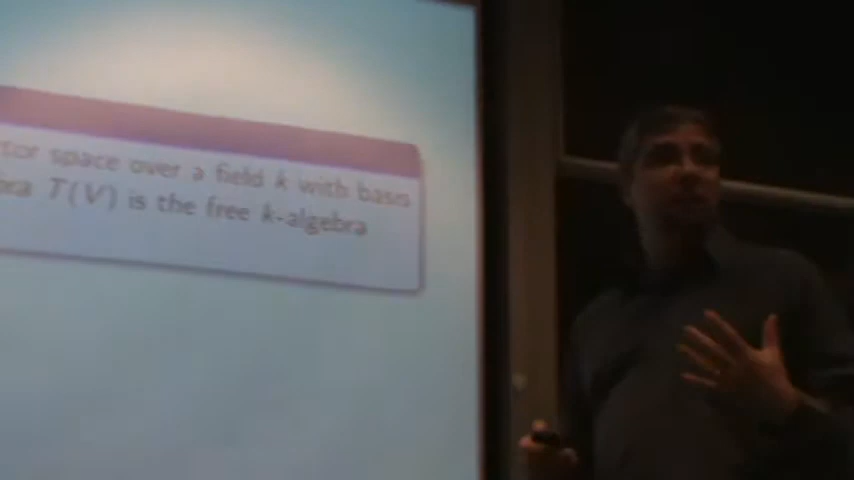 tor space over a field k with basis
bra T(V) is the free k-algebra